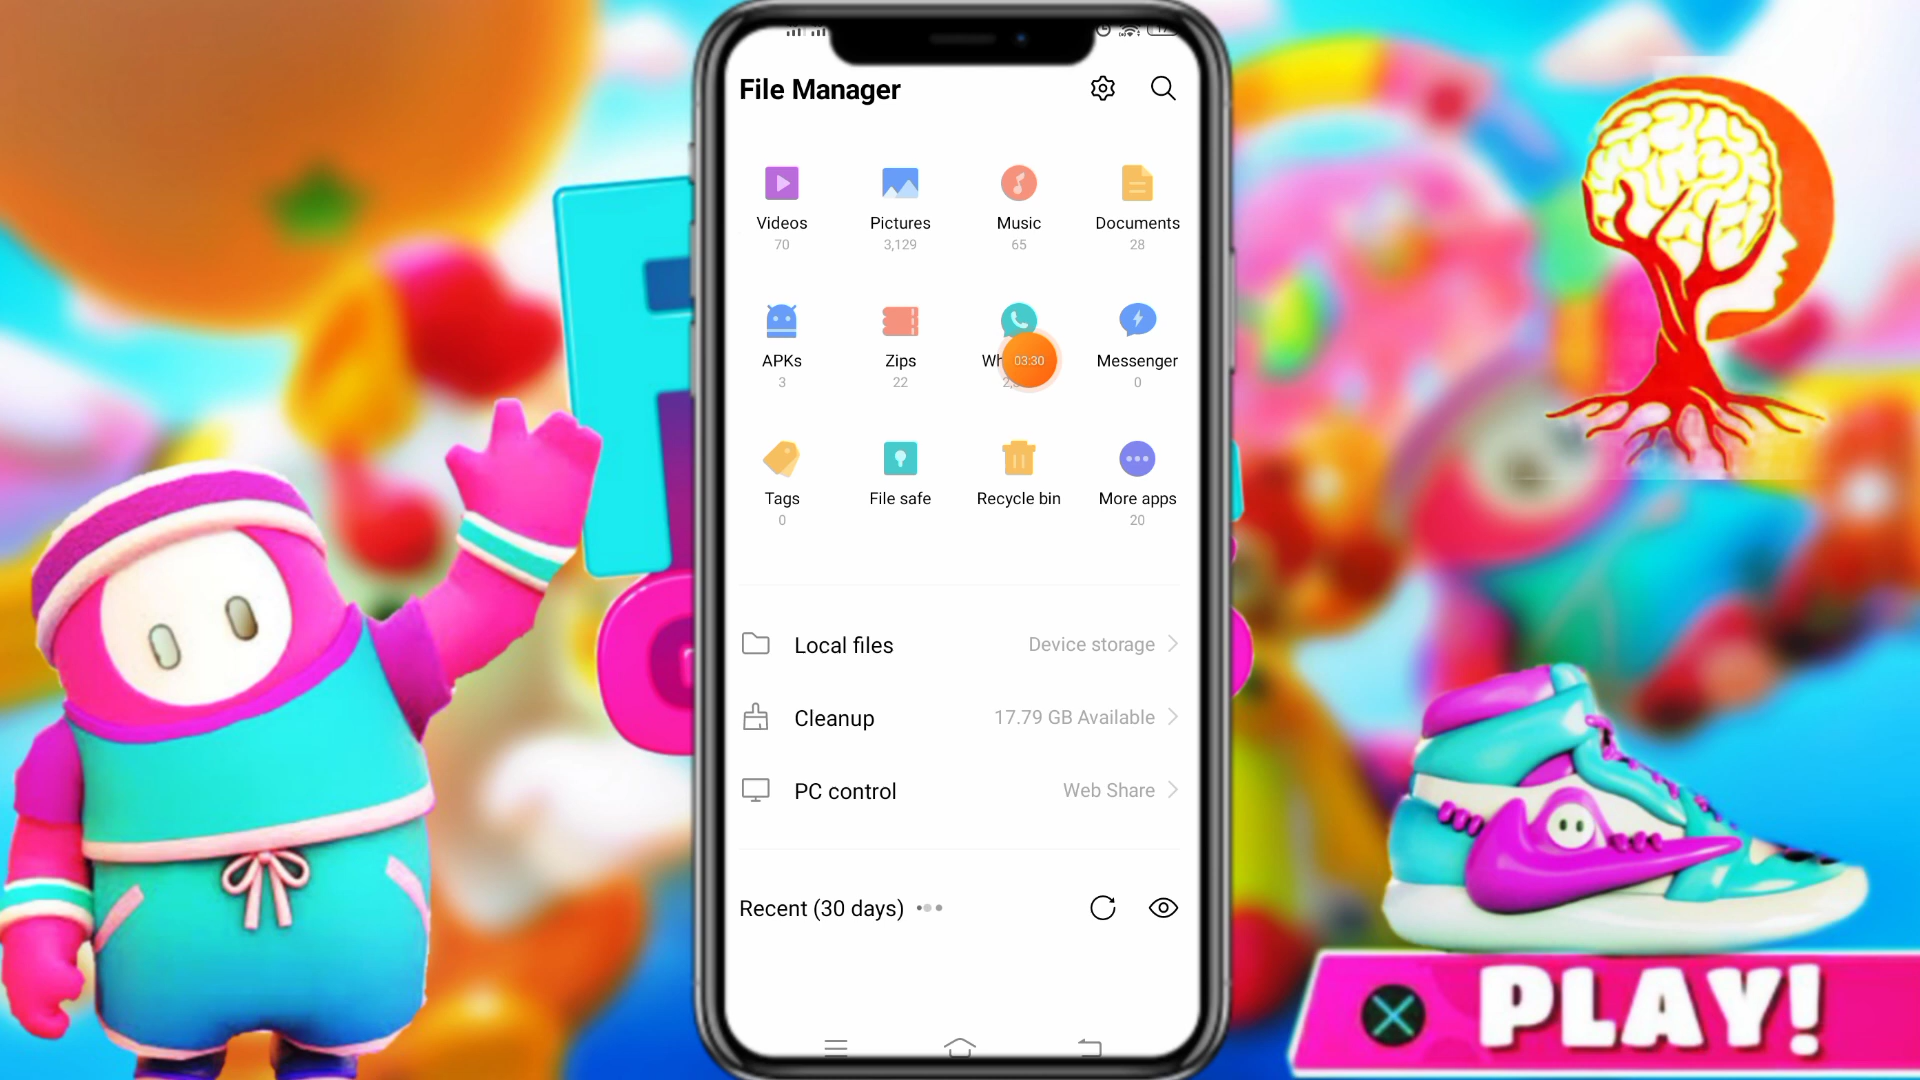 File Manager
Videos
70
Pictures
3,129
Music
65
Documents
28
APKs
3
Zips
22
03:30
Messenger
0
Tags
0
File safe
Recycle bin
More apps
20
Local files
Device storage
Cleanup
17.79 GB Available
PC control
Web Share
Recent (30 days)
PLAY!